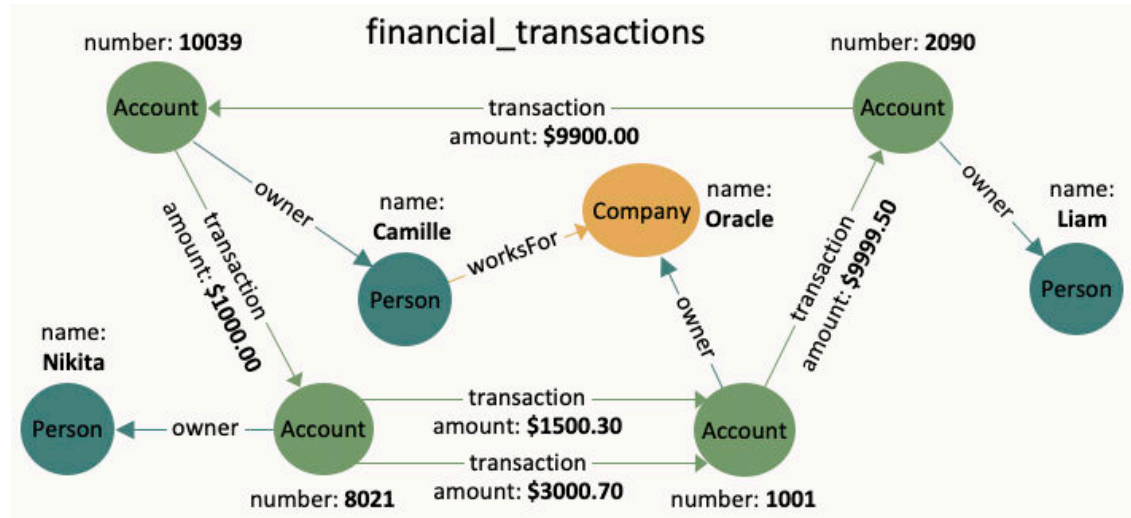 financial_transactions
number: 10039
number: 2090
Account
transaction
amount: $9900.00
Account
owner
name:
Camille
Company
name:
Oracle
owner
name:
Liam
transaction
amount: $1000.00
worksFor
Person
transaction
amount: $9999.50
Person
owner
name:
Nikita
Person
owner
Account
transaction
amount: $1500.30
transaction
amount: $3000.70
Account
number: 8021
number: 1001